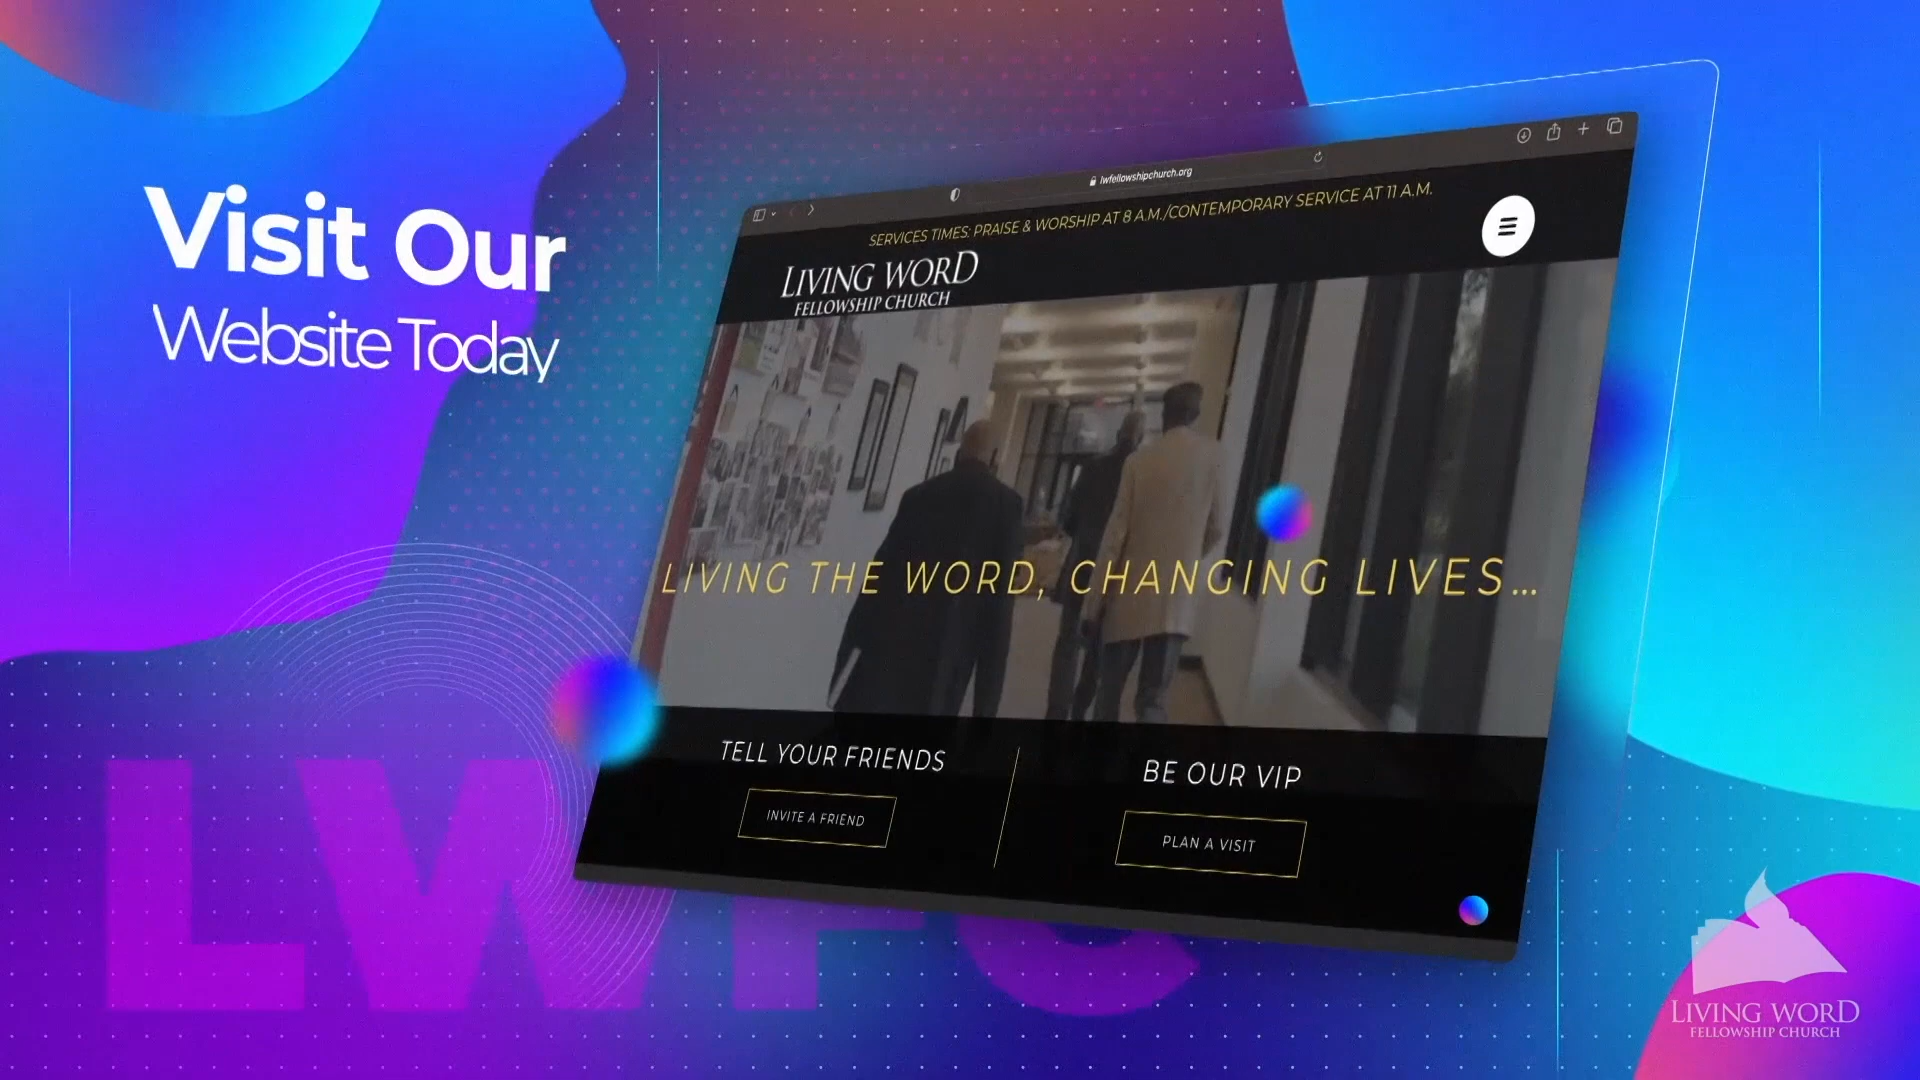 Visit Our
Website Today
lwfellowshipchurch.org
SERVICES TIMES: PRAISE & WORSHIP AT 8 A.M./CONTEMPORARY SERVICE AT 11 A.M.
LIVING WORD
FELLOWSHIP CHURCH
LIVING THE WORD, CHANGING LIVES...
TELL YOUR FRIENDS
INVITE A FRIEND
BE OUR VIP
PLAN A VISIT
LWFC
LIVING WORD
FELLOWSHIP CHURCH